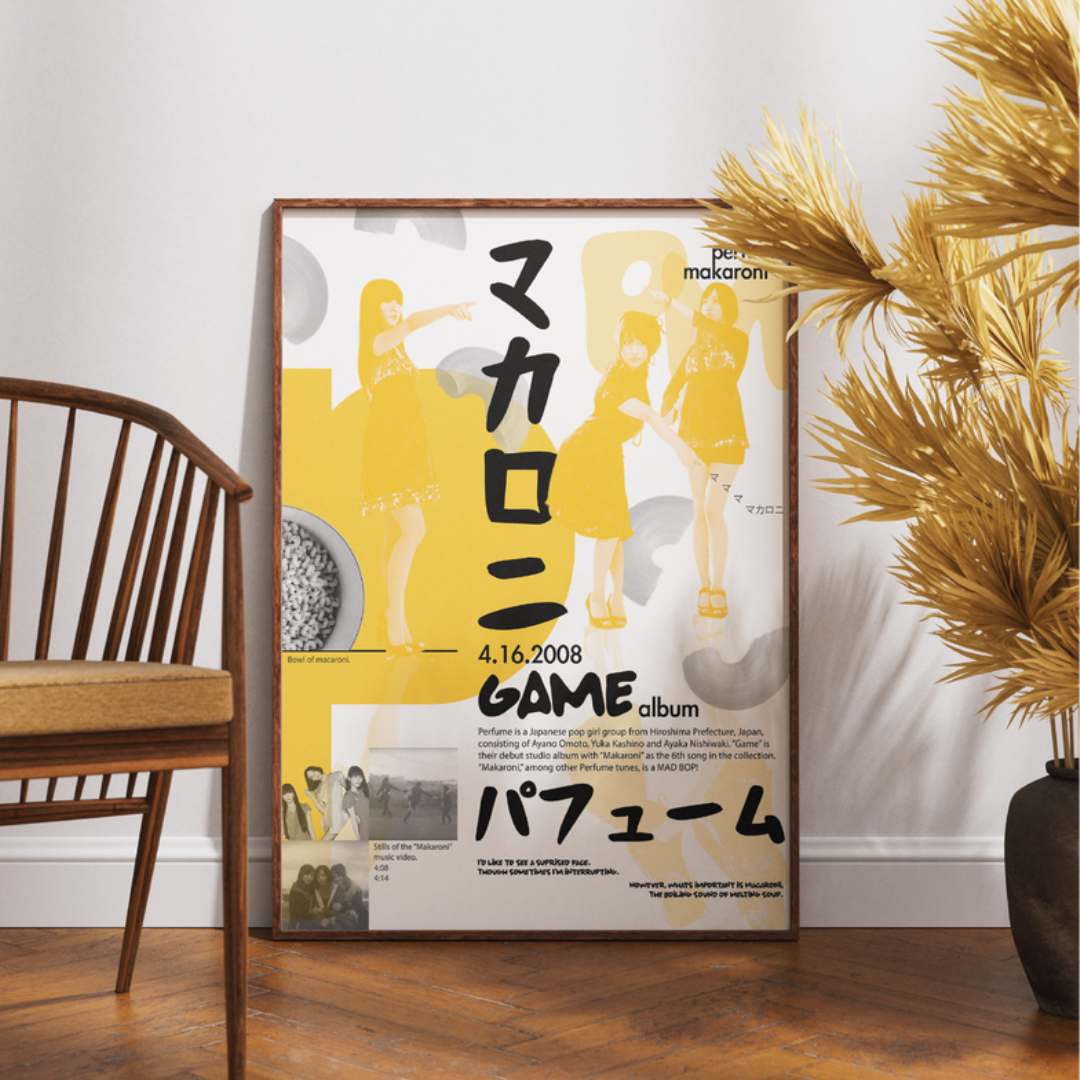 マカロニ
makaroni
ママママカロニ
Bowl of macaroni.
4.16.2008
GAME album
Perfume is a Japanese pop girl group from Hiroshima Prefecture, Japan,
consisting of Ayano Omoto, Yuka Kashino and Ayaka Nishiwaki. "Game" is
their debut studio album with "Makaroni" as the 6th song in the collection.
"Makaroni," among other Perfume tunes, is a MAD BOP!
パフューム
Stills of the "Makaroni"
music video.
4:08
4:14
I'D LIKE TO SEE A SUPRISED FACE.
THOUGH SOMETIMES I'M INTERRUPTING.
HOWEVER, WHATS IMPORTANT IS MACARONI.
THE BOILING SOUND OF MELTING SOUP.